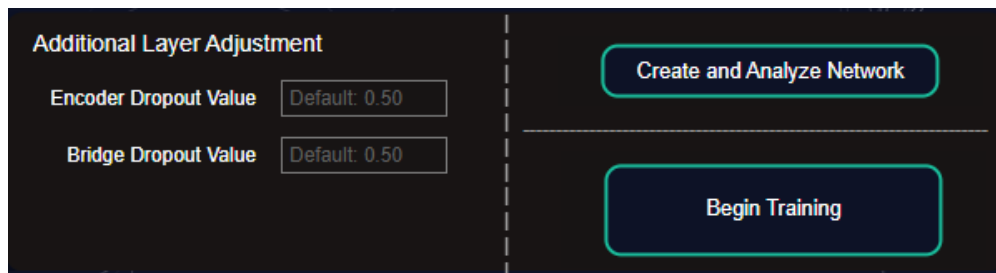 Additional Layer Adjustment
Encoder Dropout Value
Default: 0.50
Bridge Dropout Value
Default: 0.50
Create and Analyze Network
Begin Training